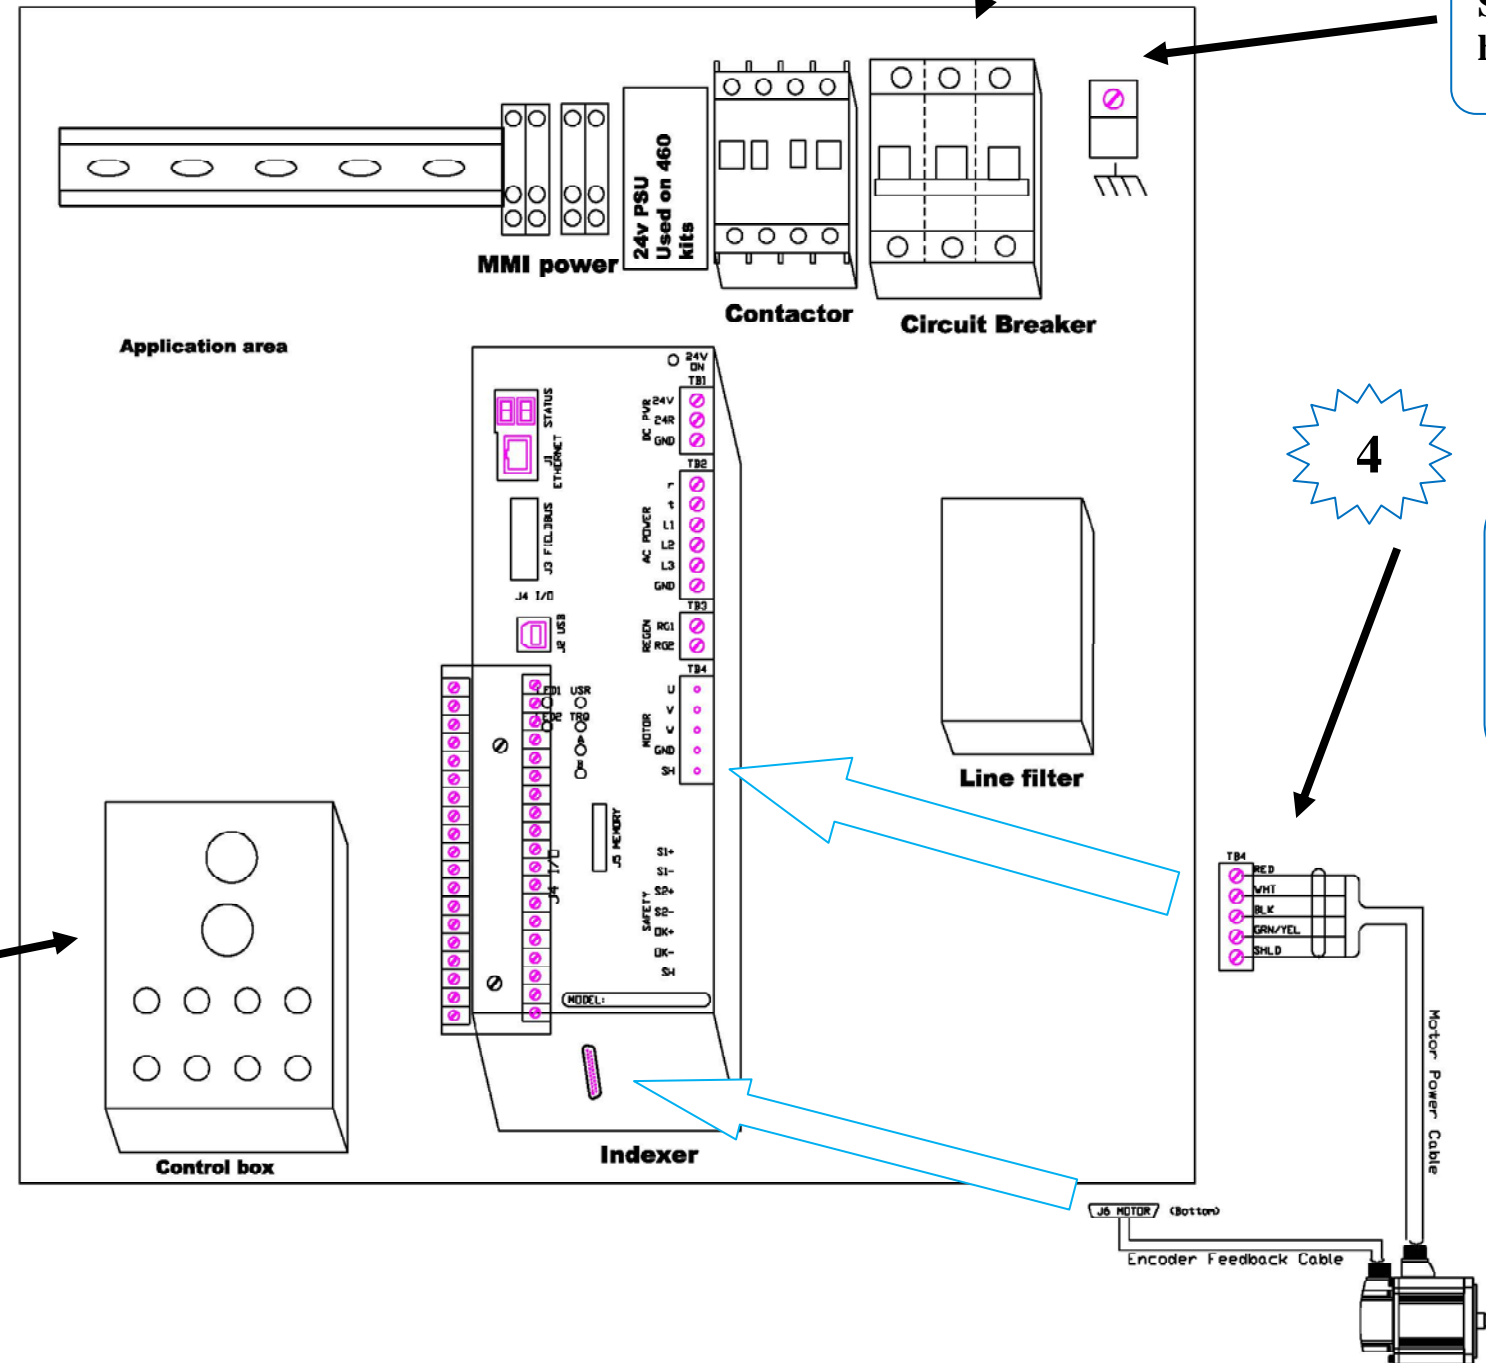 24v PSU
Used on 460
kits
MMI power
Contactor
Circuit Breaker
Application area
24V
ON
TB1
24V
24R
GND
DC PWR
STATUS
J1
ETHERNET
TB2
r
t
L1
L2
L3
GND
AC POWER
J3 FIELDBUS
J4 I/O
TB3
RG1
RG2
REGEN
J2 USB
TB4
U
V
W
GND
SH
MOTOR
LED1 USR
LED2 TRQ
A
B
J5 MEMORY
J4 I/O
S1+
S1-
S2+
S2-
OK+
OK-
SH
SAFETY
MODEL:
Indexer
Control box
Line filter
4
TB4
RED
WHT
BLK
GRN/YEL
SHLD
Motor Power Cable
J6 MOTOR (Bottom)
Encoder Feedback Cable